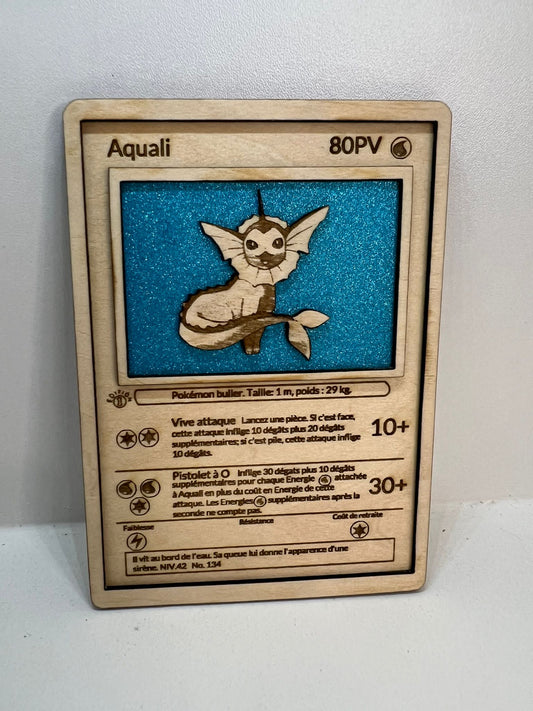 Aquali 80PV
EDITION
1
Pokémon bulier. Taille: 1 m, poids : 29 kg.
Vive attaque Lancez une pièce. Si c'est face,
cette attaque inflige 10 dégâts plus 20 dégâts
supplémentaires; si c'est pile, cette attaque inflige
10 dégâts.
10+
Pistolet à O Inflige 30 dégats plus 10 dégâts
supplémentaires pour chaque Energie attachée
à Aquali en plus du coût en Energie de cette
attaque. Les Energies supplémentaires après la
seconde ne compte pas.
30+
Faiblesse Résistance Coût de retraite
Il vit au bord de l'eau. Sa queue lui donne l'apparence d'une
sirène. NIV.42 No. 134